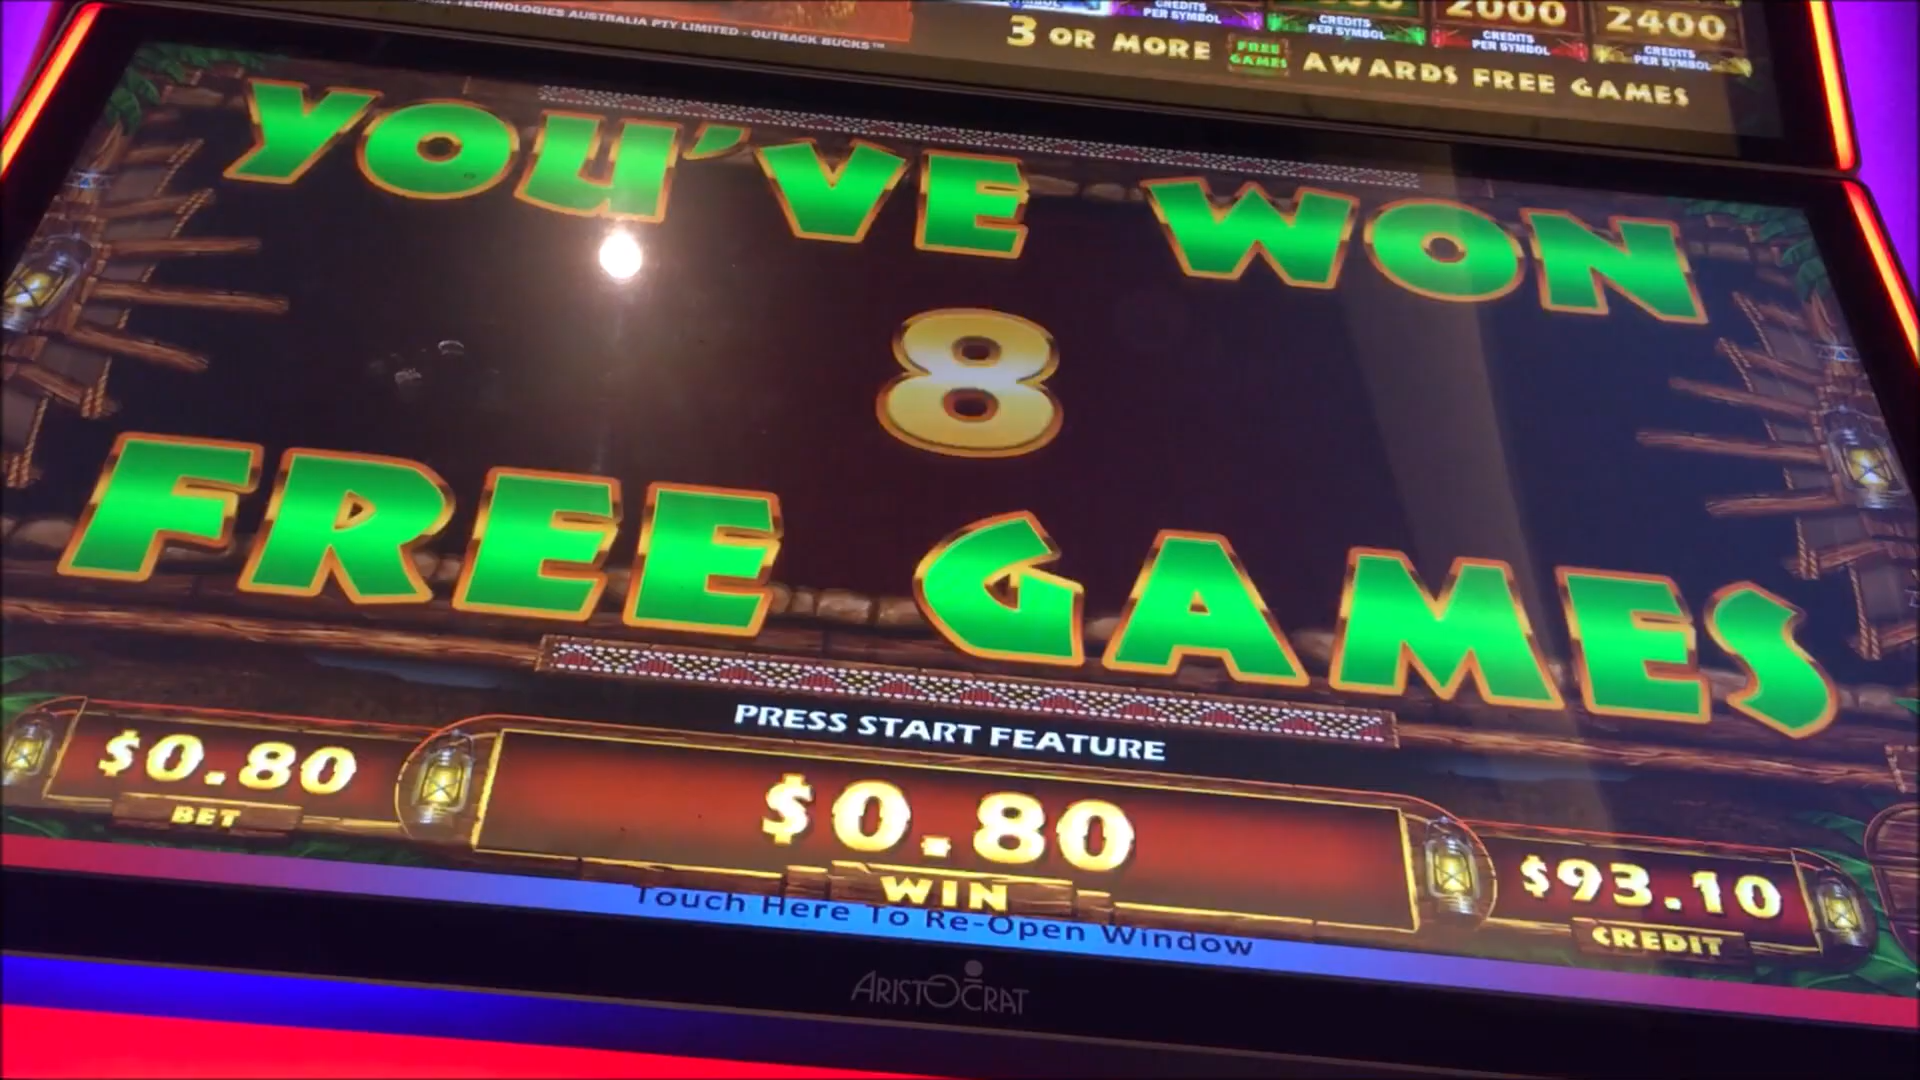 TECHNOLOGIES AUSTRALIA PTY LIMITED - OUTBACK BUCKS™
CREDITS
PER SYMBOL
CREDITS
PER SYMBOL
2000
CREDITS
PER SYMBOL
2400
CREDITS
PER SYMBOL
3 OR MORE FREE GAMES AWARDS FREE GAMES
YOU'VE WON
8
FREE GAMES
PRESS START FEATURE
$0.80
BET
$0.80
WIN
$93.10
CREDIT
Touch Here To Re-Open Window
ARISTOCRAT